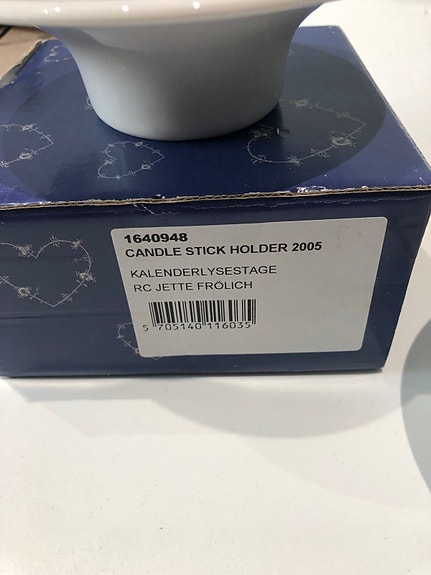 1640948
CANDLE STICK HOLDER 2005
KALENDERLYSESTAGE
RC JETTE FRÖLICH
5 705140 116035